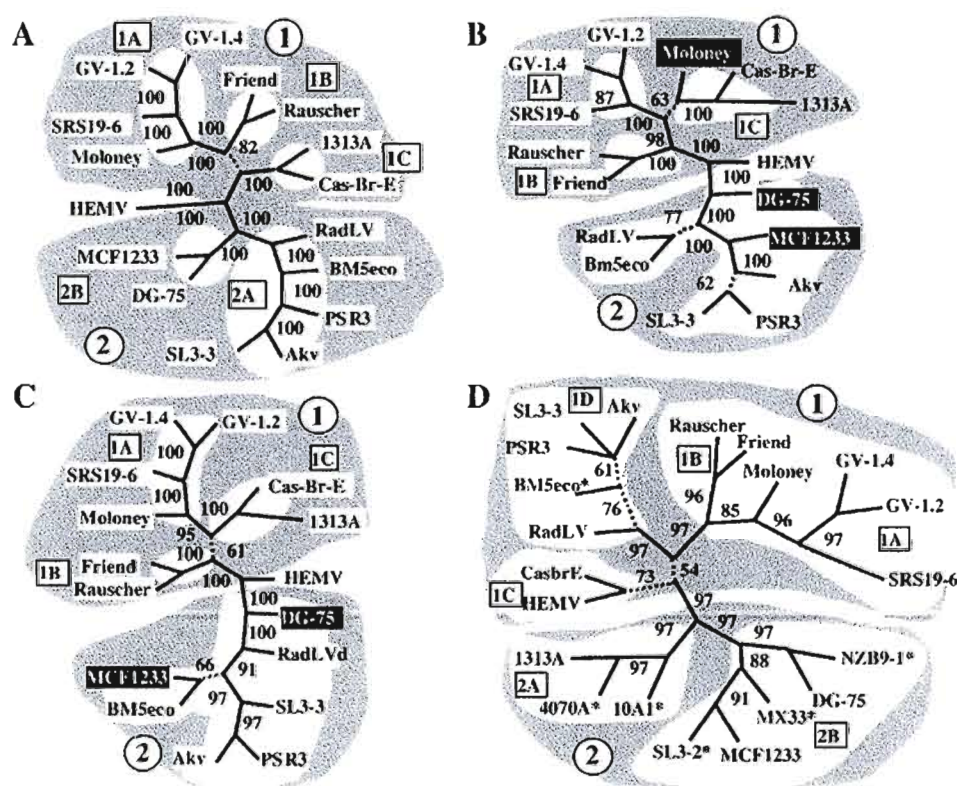 A
1A
GV-1.4
1
GV-1.2
Friend
1B
100
Rauscher
SRS19-6
100
100
82
1313A
1C
Moloney
100
100
Cas-Br-E
100
HEMV
100
100
RadLV
MCF1233
100
100
BM5eco
2B
DG-75
2A
100
PSR3
2
100
SL3-3
Akv
B
GV-1.2
Moloney
1
GV-1.4
Cas-Br-E
1A
87
63
1313A
SRS19-6
100
100
1C
98
100
Rauscher
100
HEMV
1B
Friend
100
DG-75
77
100
MCF1233
RadLV
100
Bm5eco
100
Akv
62
2
SL3-3
PSR3
C
GV-1.4
GV-1.2
1
1A
100
1C
SRS19-6
Cas-Br-E
100
100
Moloney
1313A
95
100
61
1B
Friend
100
HEMV
Rauscher
100
DG-75
100
RadLVd
66
91
MCF1233
BM5eco
97
SL3-3
97
2
Akv
PSR3
D
1D
Akv
1
SL3-3
Rauscher
PSR3
1B
Friend
61
Moloney
GV-1.4
BM5eco*
96
GV-1.2
76
85
96
RadLV
97
97
97
1A
CasbrE
73
54
SRS19-6
1C
HEMV
97
97
97
97
1313A
97
88
NZB9-1*
2A
4070A*
10A1*
91
DG-75
MX33*
2B
SL3-2*
MCF1233
2